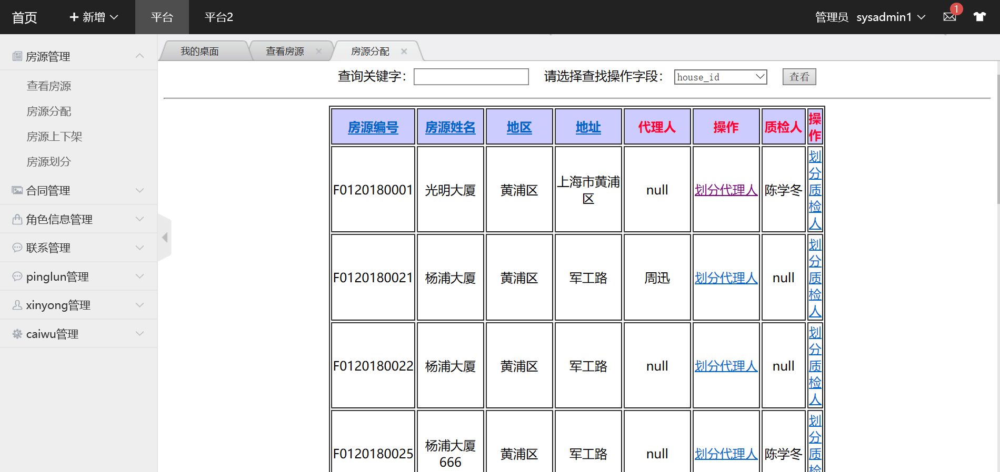 首页
新增
平台
平台2
管理员 sysadmin1
1
房源管理
查看房源
房源分配
房源上下架
房源划分
合同管理
角色信息管理
联系管理
pinglun管理
xinyong管理
caiwu管理
我的桌面
查看房源
房源分配
查询关键字：
请选择查找操作字段：
house_id
查看
房源编号 房源姓名 地区 地址 代理人 操作 质检人 操作
F0120180001 光明大厦 黄浦区 上海市黄浦区 null 划分代理人 陈学冬 划分质检人
F0120180021 杨浦大厦 黄浦区 军工路 周迅 划分代理人 null 划分质检人
F0120180022 杨浦大厦 黄浦区 军工路 null 划分代理人 null 划分质检人
F0120180025 杨浦大厦666 黄浦区 军工路 null 划分代理人 陈学冬 划分质检